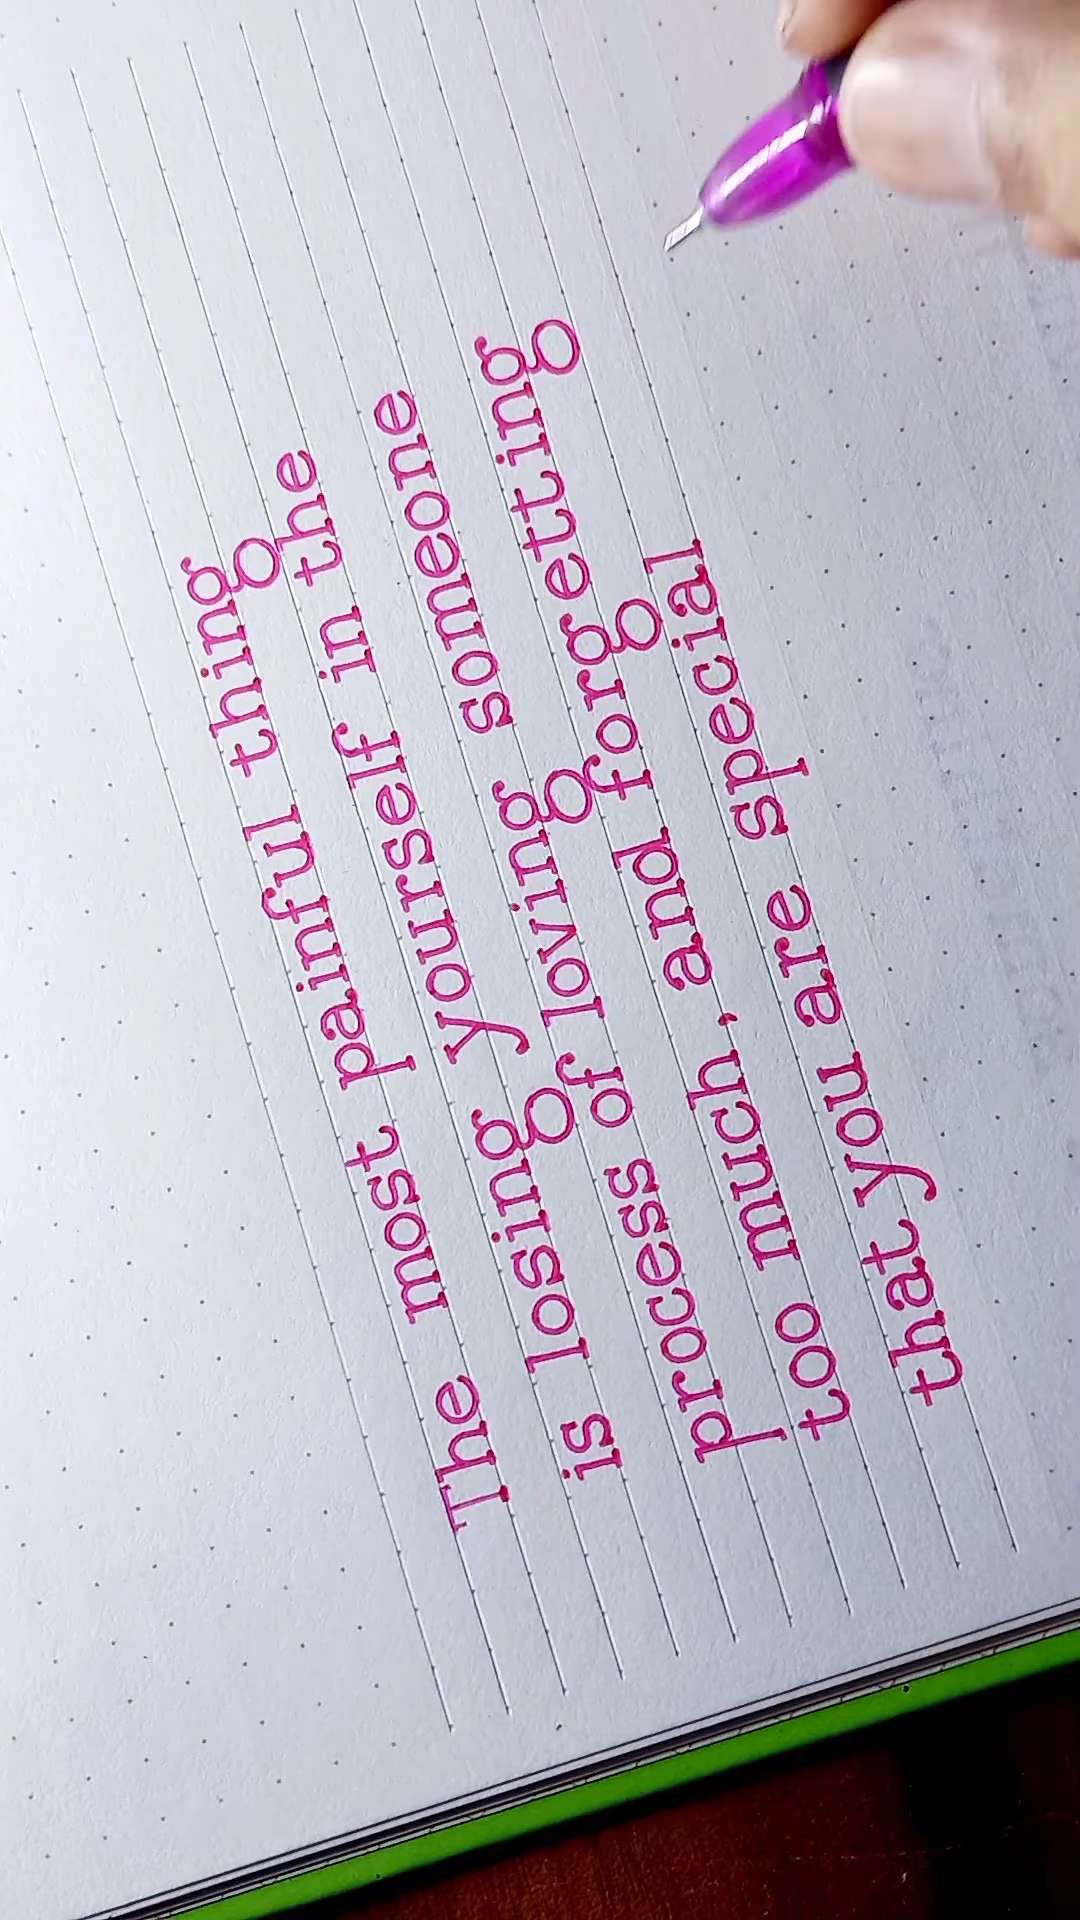 The most painful thing
is losing yourself in the
process of loving someone
too much, and forgetting
that you are special